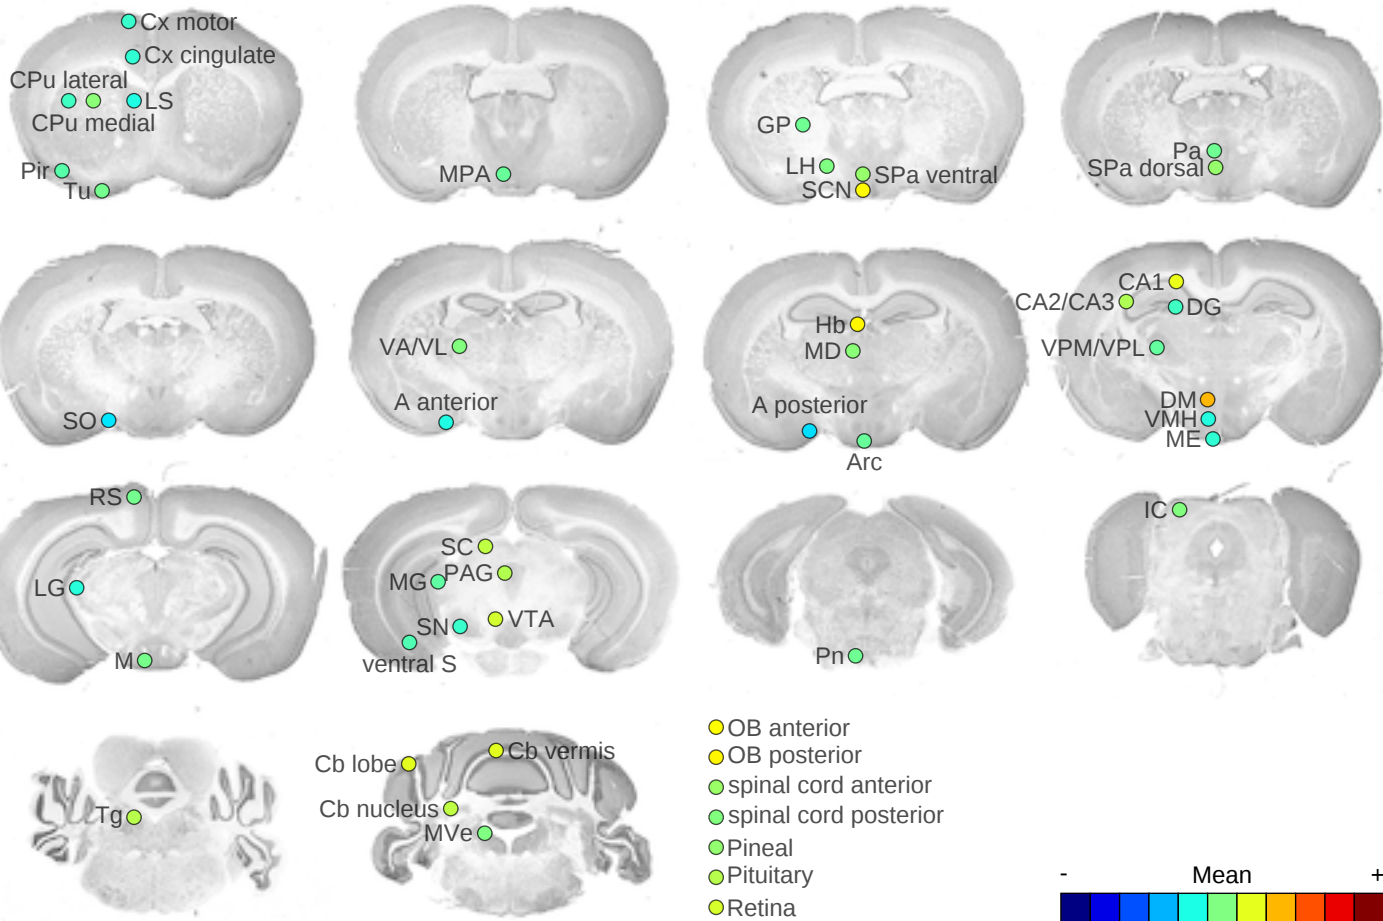 Cx motor
Cx cingulate
CPu lateral
LS
CPu medial
Pir
Tu
MPA
GP
LH
SPa ventral
SCN
Pa
SPa dorsal
SO
VA/VL
A anterior
Hb
MD
A posterior
Arc
CA1
CA2/CA3
DG
VPM/VPL
DM
VMH
ME
RS
LG
M
SC
MG
PAG
SN
VTA
ventral S
Pn
IC
Tg
Cb lobe
Cb vermis
Cb nucleus
MVe
OB anterior
OB posterior
spinal cord anterior
spinal cord posterior
Pineal
Pituitary
Retina
- Mean +